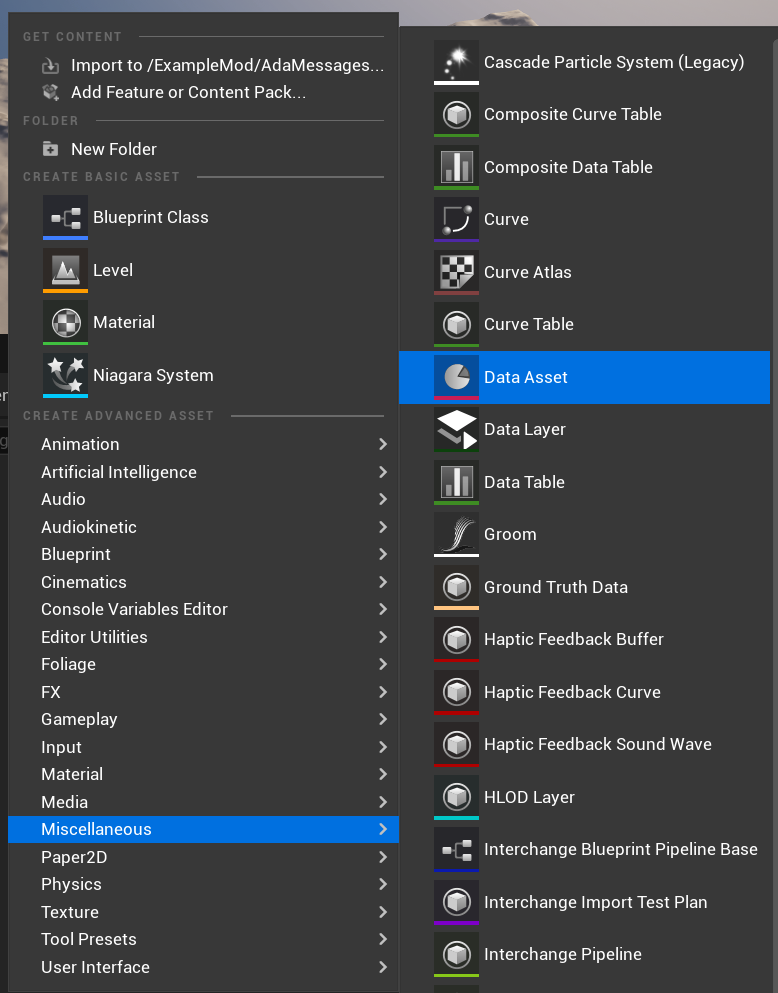 GET CONTENT
Import to /ExampleMod/AdaMessages...
Add Feature or Content Pack...
FOLDER
New Folder
CREATE BASIC ASSET
Blueprint Class
Level
Material
Niagara System
CREATE ADVANCED ASSET
Animation
Artificial Intelligence
Audio
Audiokinetic
Blueprint
Cinematics
Console Variables Editor
Editor Utilities
Foliage
FX
Gameplay
Input
Material
Media
Miscellaneous
Paper2D
Physics
Texture
Tool Presets
User Interface
Cascade Particle System (Legacy)
Composite Curve Table
Composite Data Table
Curve
Curve Atlas
Curve Table
Data Asset
Data Layer
Data Table
Groom
Ground Truth Data
Haptic Feedback Buffer
Haptic Feedback Curve
Haptic Feedback Sound Wave
HLOD Layer
Interchange Blueprint Pipeline Base
Interchange Import Test Plan
Interchange Pipeline